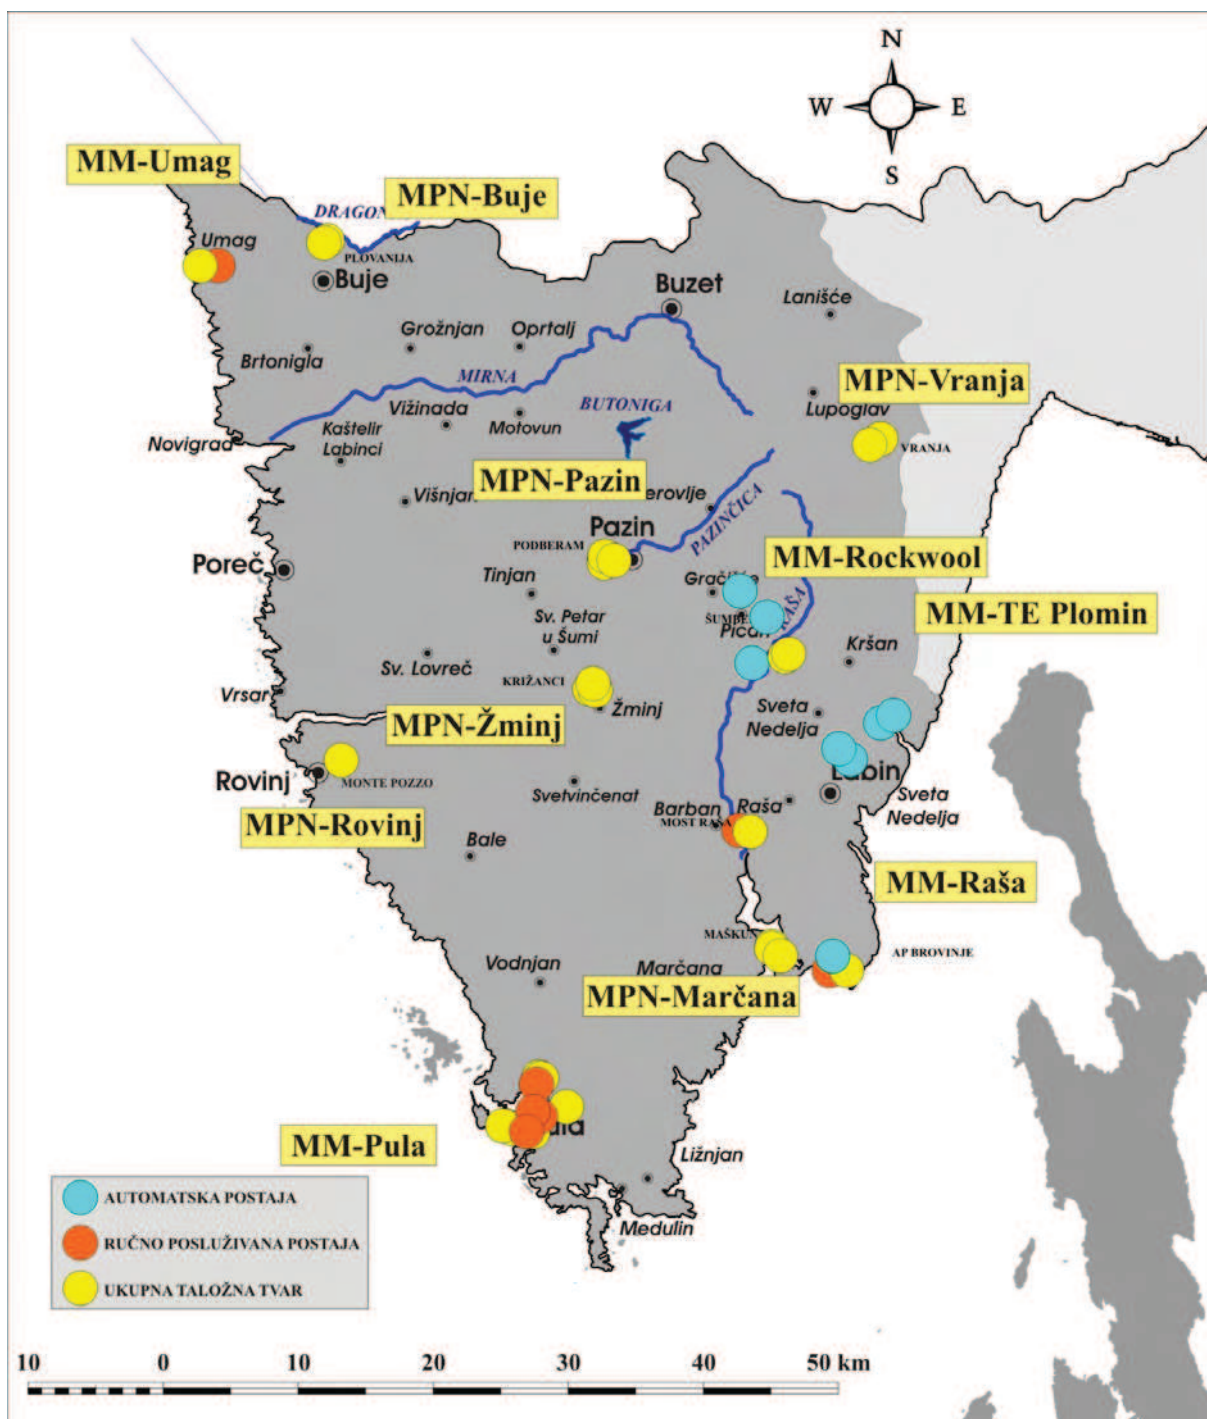 N
W E
S
MM-Umag
MPN-Buje
Umag
PLOVANIJA
Buje
Buzet
Lanišće
Grožnjan
Oprtalj
Brtonigla
MIRNA
MPN-Vranja
Vižinada
BUTONIGA
Lupoglav
Motovun
Novigrad
Kaštelir
Labinci
VRANJA
MPN-Pazin
Višnjan
PAZINČICA
Pazin
PODBERAM
MM-Rockwool
Poreč
Tinjan
Gračišće
MM-TE Plomin
Sv. Petar
u Šumi
Pićan
Kršan
Sv. Lovreč
KRIŽANCI
Vrsar
Žminj
Sveta
Nedelja
MPN-Žminj
Rovinj
MONTE POZZO
Labin
Svetvinčenat
Sveta
Nedelja
Barban
Raša
MOST RAŠA
MPN-Rovinj
Bale
MM-Raša
AP BROVINJE
Vodnjan
Marčana
MPN-Marčana
MM-Pula
Ližnjan
Medulin
AUTOMATSKA POSTAJA
RUČNO POSLUŽIVANA POSTAJA
UKUPNA TALOŽNA TVAR
10 0 10 20 30 40 50 km